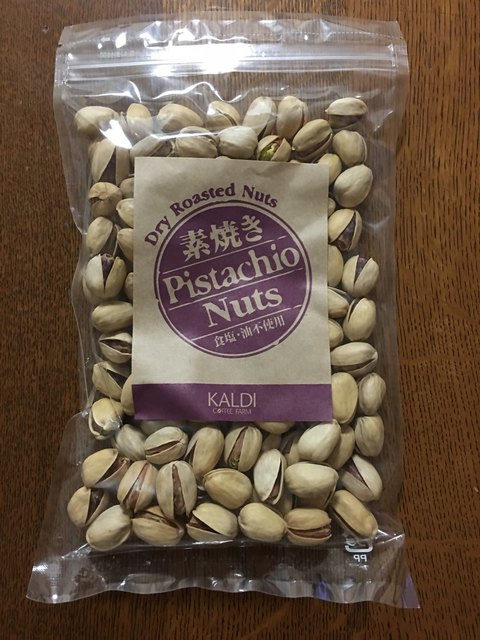 Dry Roasted Nuts
素焼き
Pistachio
Nuts
食塩・油不使用
KALDI
COFFEE FARM